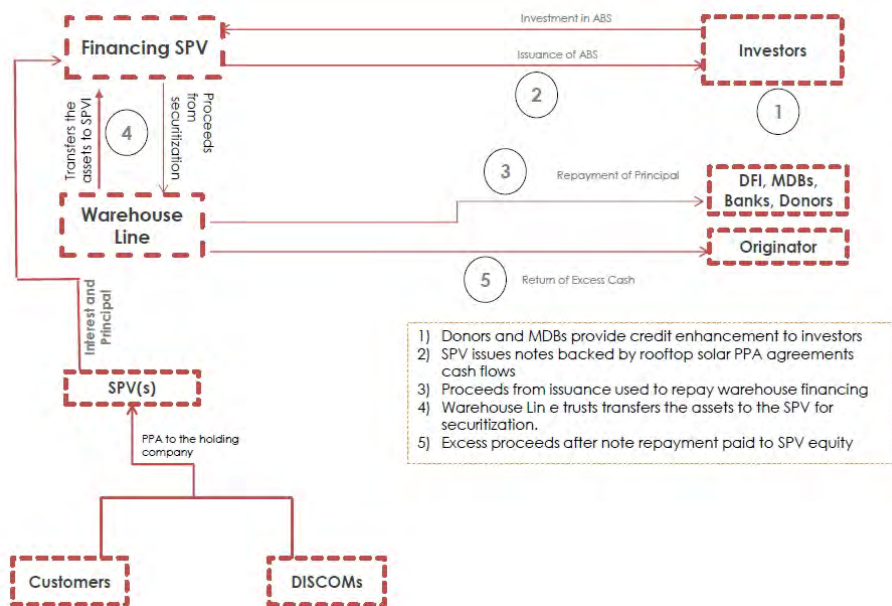 Investment in ABS
Financing SPV
Issuance of ABS
Investors
2
1
Transfers the
assets to SPVI
4
Proceeds
from
securitization
3
Repayment of Principal
DFI, MDBs,
Banks, Donors
Warehouse
Line
Originator
5
Return of Excess Cash
Interest and
Principal
1) Donors and MDBs provide credit enhancement to investors
2) SPV issues notes backed by rooftop solar PPA agreements
cash flows
3) Proceeds from issuance used to repay warehouse financing
4) Warehouse Lin e trusts transfers the assets to the SPV for
securitization.
5) Excess proceeds after note repayment paid to SPV equity
SPV(s)
PPA to the holding
company
Customers
DISCOMs